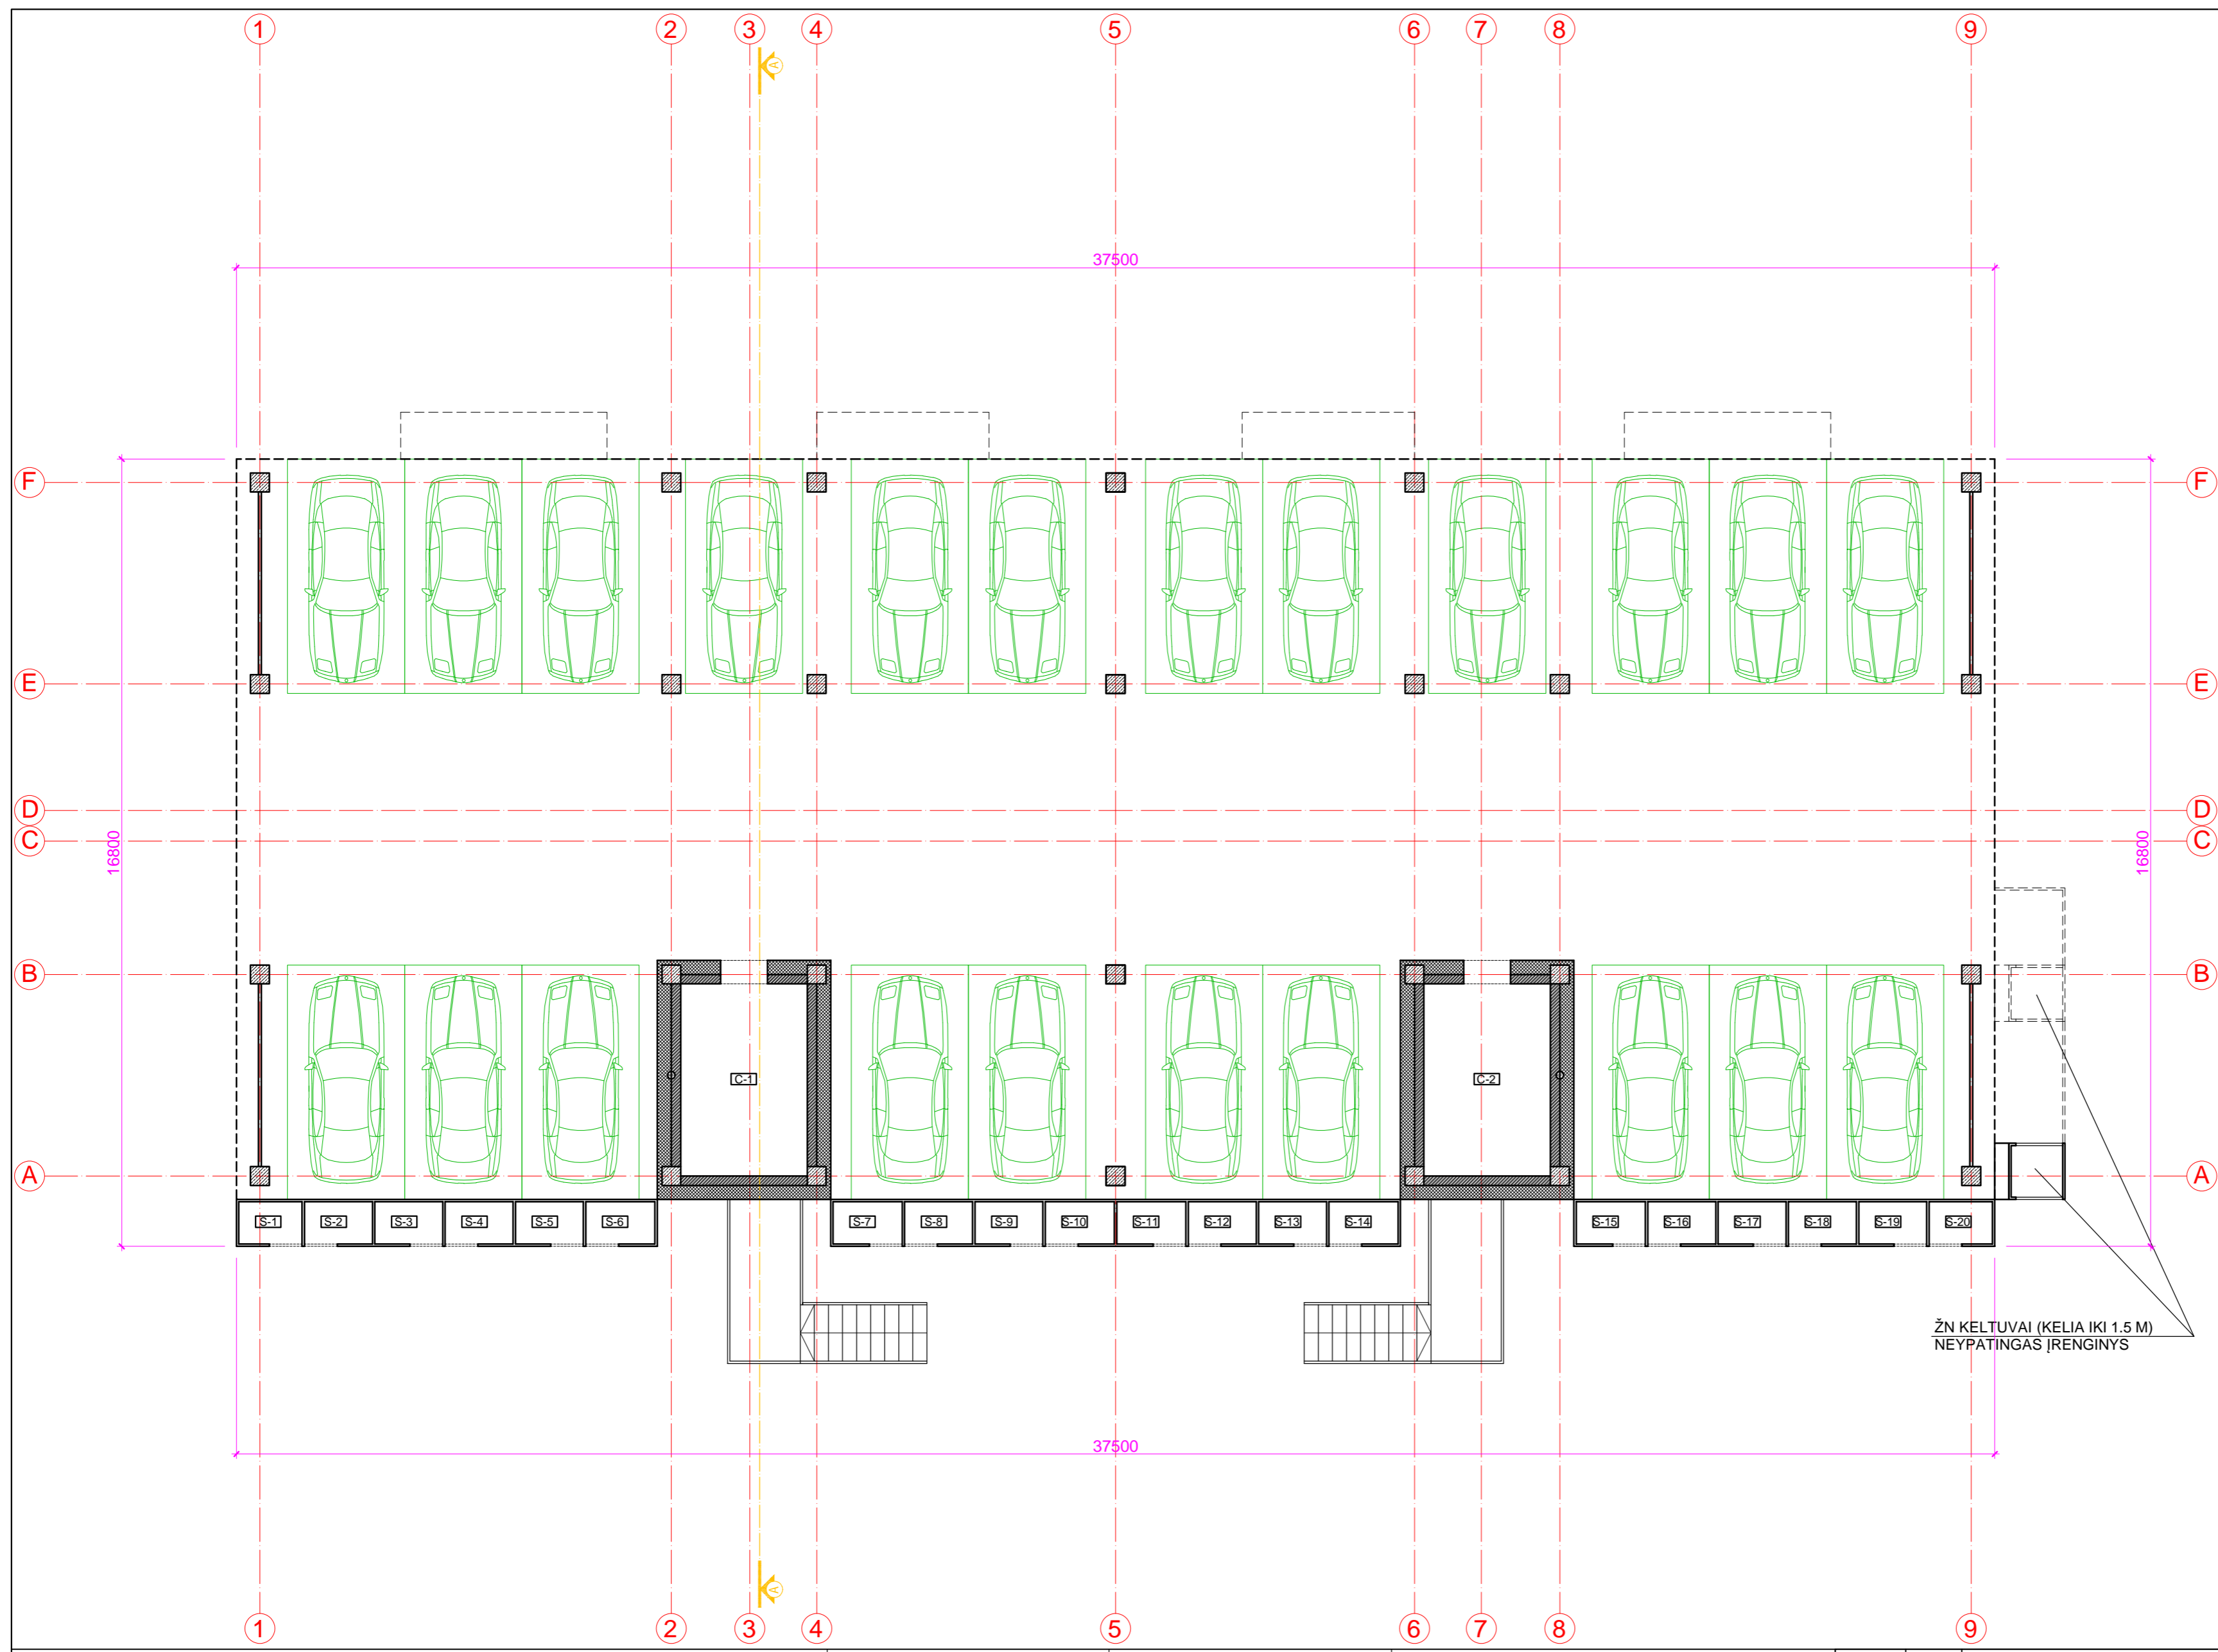 1 2 3 4 5 6 7 8 9
A
37500
F F
E E
D D
C C
16800 16800
B B
C-1 C-2
A A
S-1 S-2 S-3 S-4 S-5 S-6 S-7 S-8 S-9 S-10 S-11 S-12 S-13 S-14 S-15 S-16 S-17 S-18 S-19 S-20
ŽN KELTUVAI (KELIA IKI 1.5 M)
NEYPATINGAS ĮRENGINYS
37500
A
1 2 3 4 5 6 7 8 9